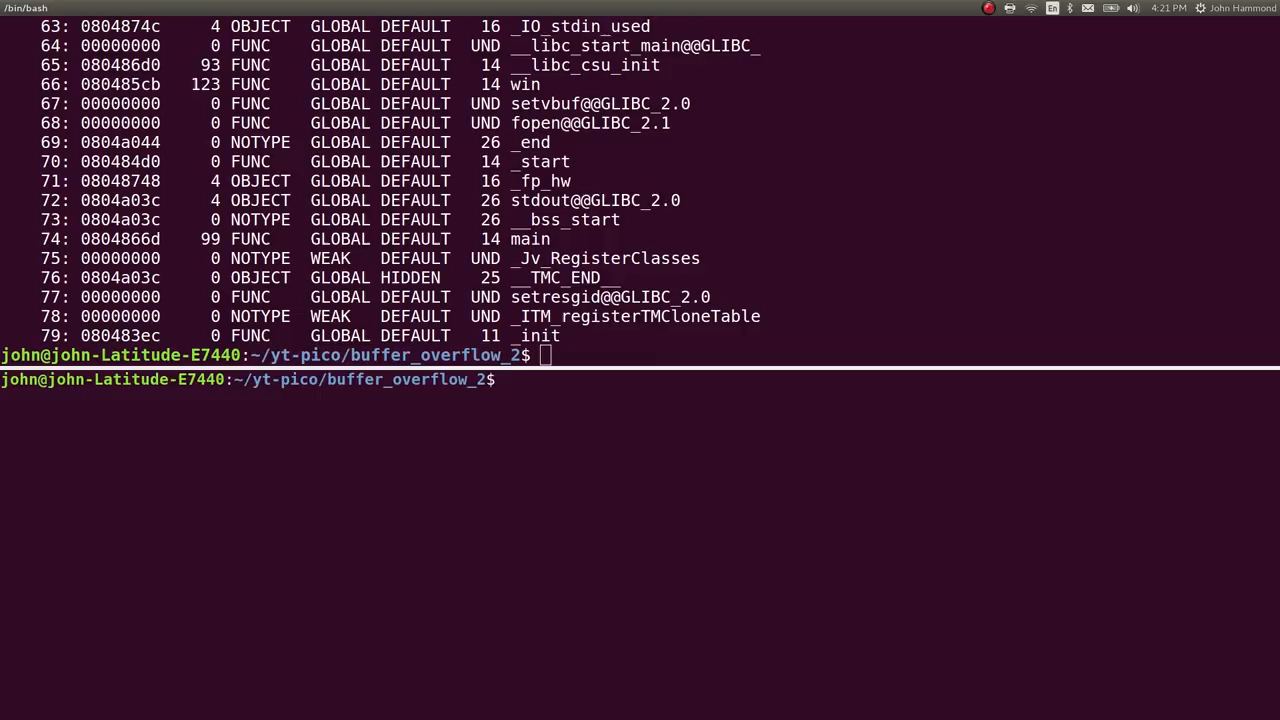 /bin/bash
En
4:21 PM
John Hammond
63: 0804874c 4 OBJECT GLOBAL DEFAULT 16 _IO_stdin_used
64: 00000000 0 FUNC GLOBAL DEFAULT UND __libc_start_main@@GLIBC_
65: 080486d0 93 FUNC GLOBAL DEFAULT 14 __libc_csu_init
66: 080485cb 123 FUNC GLOBAL DEFAULT 14 win
67: 00000000 0 FUNC GLOBAL DEFAULT UND setvbuf@@GLIBC_2.0
68: 00000000 0 FUNC GLOBAL DEFAULT UND fopen@@GLIBC_2.1
69: 0804a044 0 NOTYPE GLOBAL DEFAULT 26 _end
70: 080484d0 0 FUNC GLOBAL DEFAULT 14 _start
71: 08048748 4 OBJECT GLOBAL DEFAULT 16 _fp_hw
72: 0804a03c 4 OBJECT GLOBAL DEFAULT 26 stdout@@GLIBC_2.0
73: 0804a03c 0 NOTYPE GLOBAL DEFAULT 26 __bss_start
74: 0804866d 99 FUNC GLOBAL DEFAULT 14 main
75: 00000000 0 NOTYPE WEAK DEFAULT UND _Jv_RegisterClasses
76: 0804a03c 0 OBJECT GLOBAL HIDDEN 25 __TMC_END__
77: 00000000 0 FUNC GLOBAL DEFAULT UND setresgid@@GLIBC_2.0
78: 00000000 0 NOTYPE WEAK DEFAULT UND _ITM_registerTMCloneTable
79: 080483ec 0 FUNC GLOBAL DEFAULT 11 _init
john@john-Latitude-E7440:~/yt-pico/buffer_overflow_2$
john@john-Latitude-E7440:~/yt-pico/buffer_overflow_2$